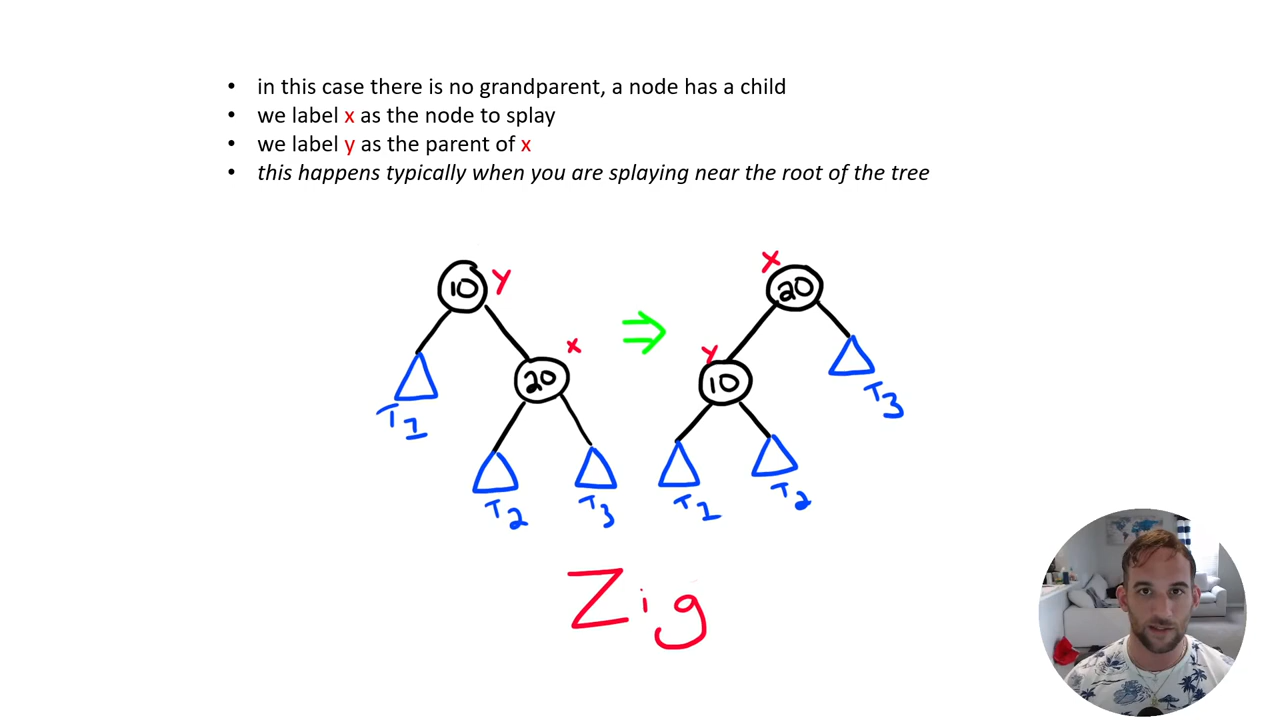 • in this case there is no grandparent, a node has a child
• we label x as the node to splay
• we label y as the parent of x
• this happens typically when you are splaying near the root of the tree
10 y
x
20
T1
T2
T3
⇒
x
20
y
10
T3
T1
T2
Zig